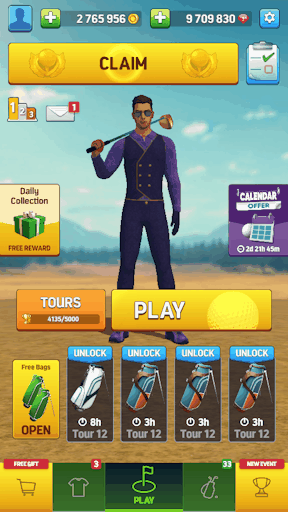 2 765 956
9 709 830
CLAIM
1 2 3
1
Daily
Collection
FREE REWARD
CALENDAR
OFFER
2d 21h 45m
TOURS
4135/5000
PLAY
Free Bags
OPEN
UNLOCK
8h
Tour 12
UNLOCK
3h
Tour 12
UNLOCK
3h
Tour 12
UNLOCK
3h
Tour 12
FREE GIFT
3
PLAY
33
NEW EVENT